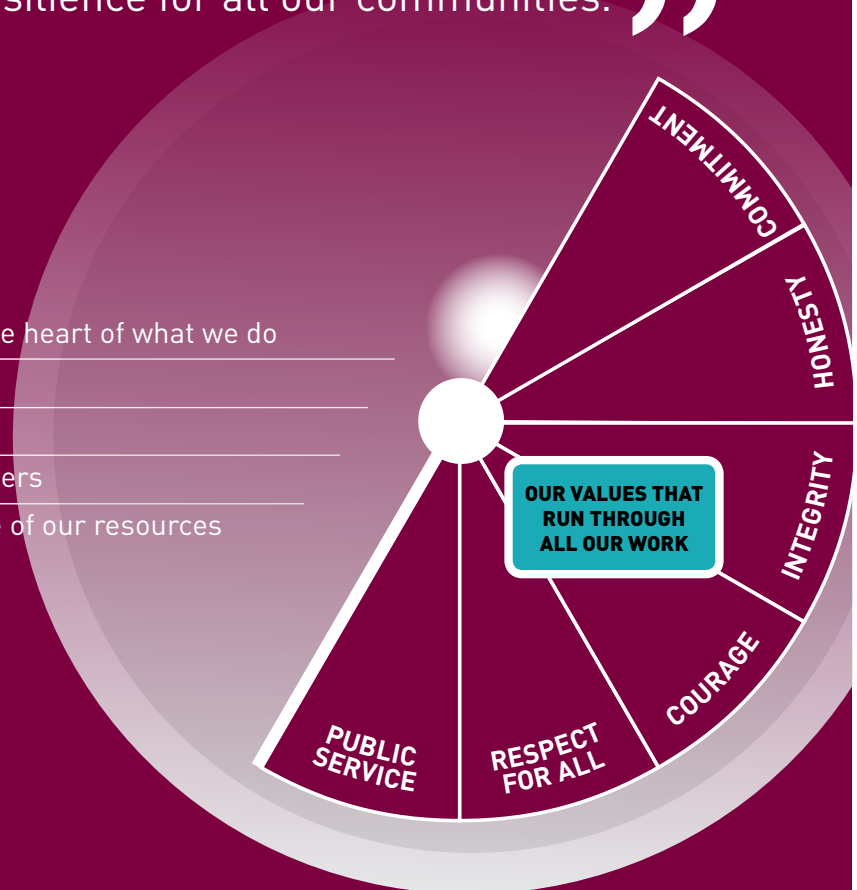 silience for all our communities.”
COMMITMENT
HONESTY
e heart of what we do
INTEGRITY
ers
OUR VALUES THAT
RUN THROUGH
ALL OUR WORK
of our resources
COURAGE
PUBLIC
SERVICE
RESPECT
FOR ALL